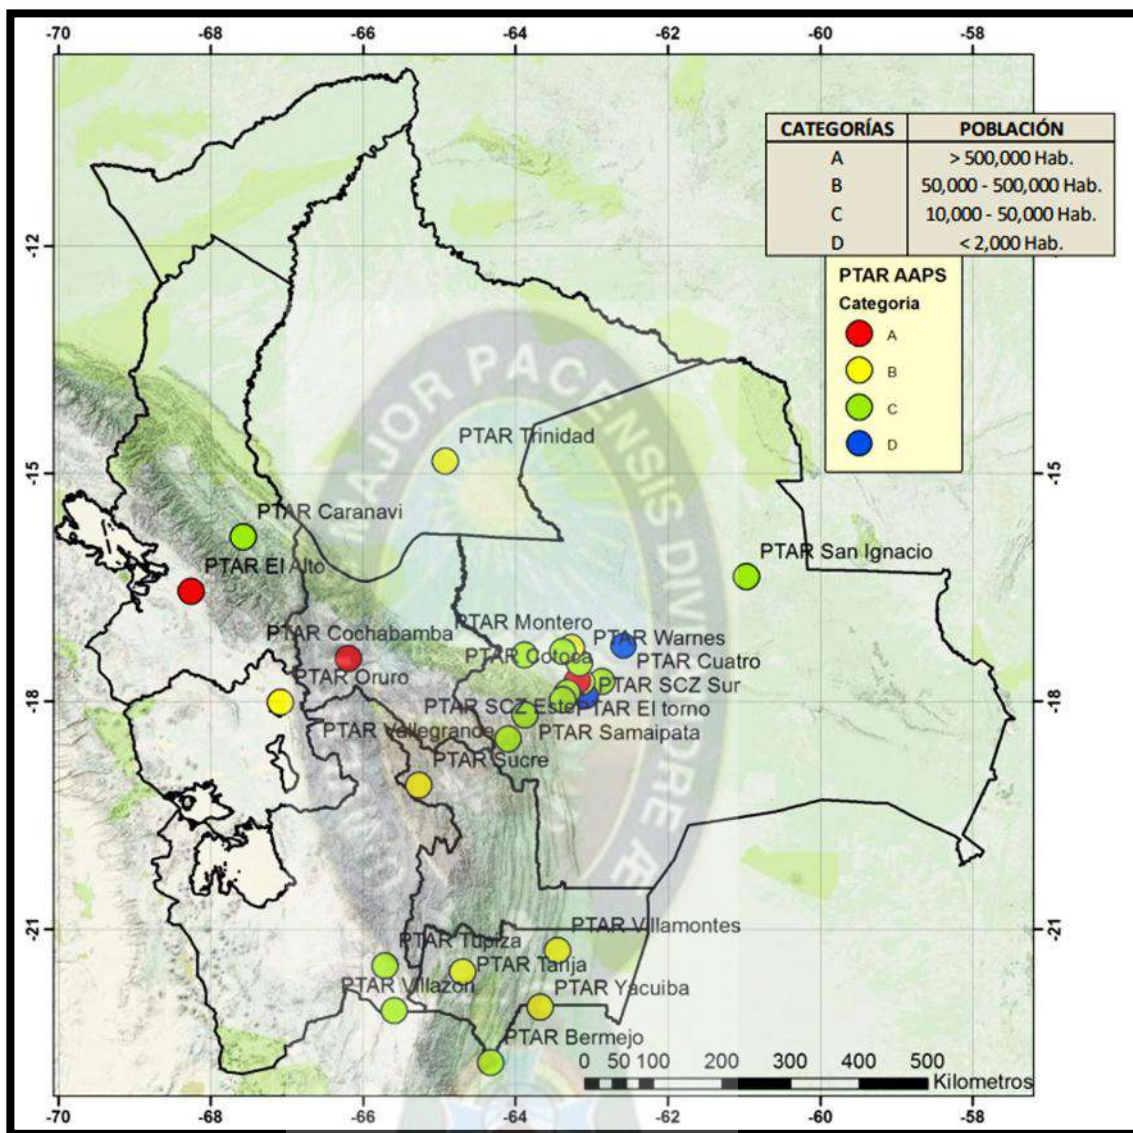 -70 -68 -66 -64 -62 -60 -58
CATEGORÍAS POBLACIÓN
A > 500,000 Hab.
B 50,000 - 500,000 Hab.
C 10,000 - 50,000 Hab.
D < 2,000 Hab.
-12 -12
PTAR AAPS
Categoria
A
B
C
D
MAJOR PACENSIS DIV
ORE Æ
PTAR Trinidad
-15 -15
PTAR Caranavi
PTAR El Alto
PTAR San Ignacio
PTAR Montero
PTAR Cochabamba
PTAR Warnes
PTAR Cotoca
PTAR Cuatro
PTAR Oruro
PTAR SCZ Sur
-18 -18
PTAR SCZ Este
PTAR El torno
PTAR Vallegrande
PTAR Samaipata
PTAR Sucre
-21 -21
PTAR Villamontes
PTAR Tupiza
PTAR Tarija
PTAR Villazon
PTAR Yacuiba
PTAR Bermejo
0 50 100 200 300 400 500
Kilometros
-70 -68 -66 -64 -62 -60 -58